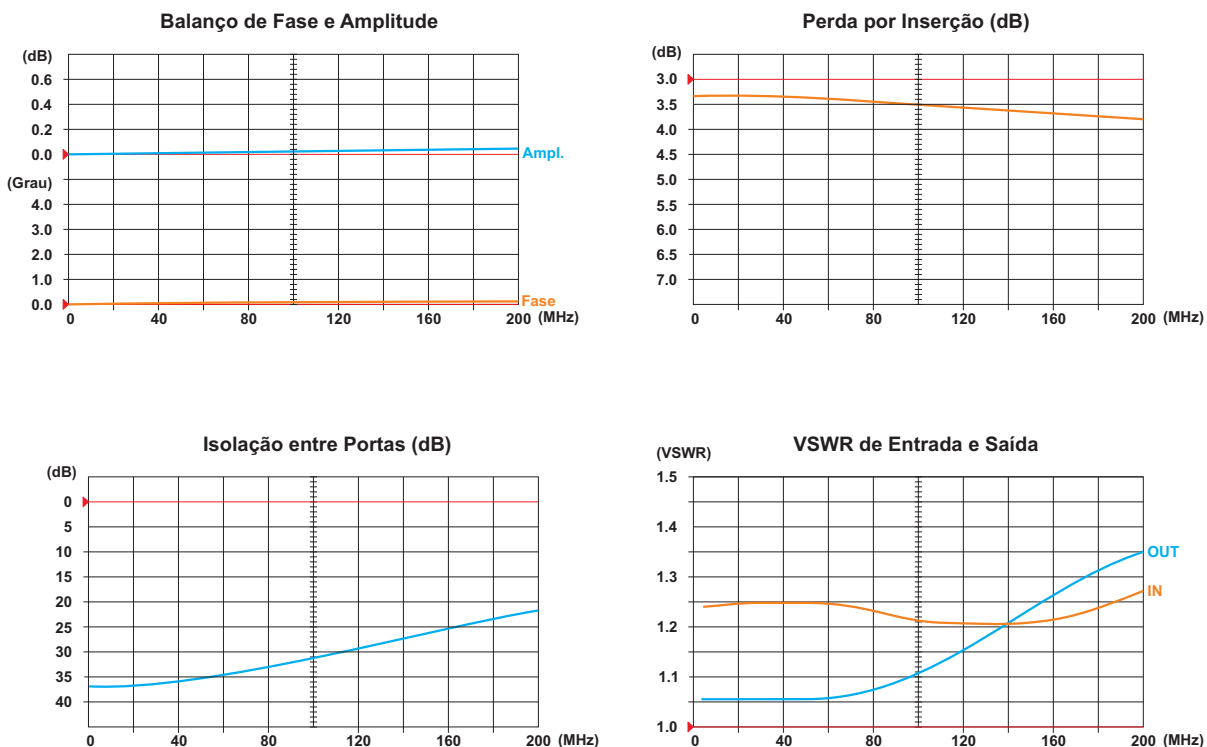 Balanço de Fase e Amplitude
(dB)
0.6
0.4
0.2
0.0
Ampl.
(Grau)
4.0
3.0
2.0
1.0
0.0
Fase
0 40 80 120 160 200 (MHz)
Perda por Inserção (dB)
(dB)
3.0
3.5
4.0
4.5
5.0
5.5
6.0
6.5
7.0
0 40 80 120 160 200 (MHz)
Isolação entre Portas (dB)
(dB)
0
5
10
15
20
25
30
35
40
0 40 80 120 160 200 (MHz)
VSWR de Entrada e Saída
(VSWR)
1.5
1.4
1.3
1.2
1.1
1.0
OUT
IN
0 40 80 120 160 200 (MHz)